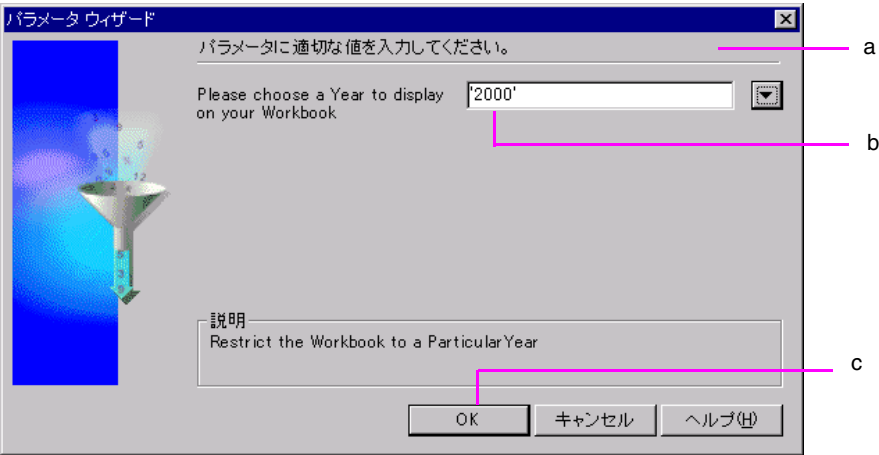 パラメータ ウィザード
パラメータに適切な値を入力してください。
a
Please choose a Year to display
'2000'
on your Workbook
b
説明
Restrict the Workbook to a ParticularYear
c
OK
キャンセル
ヘルプ(H)